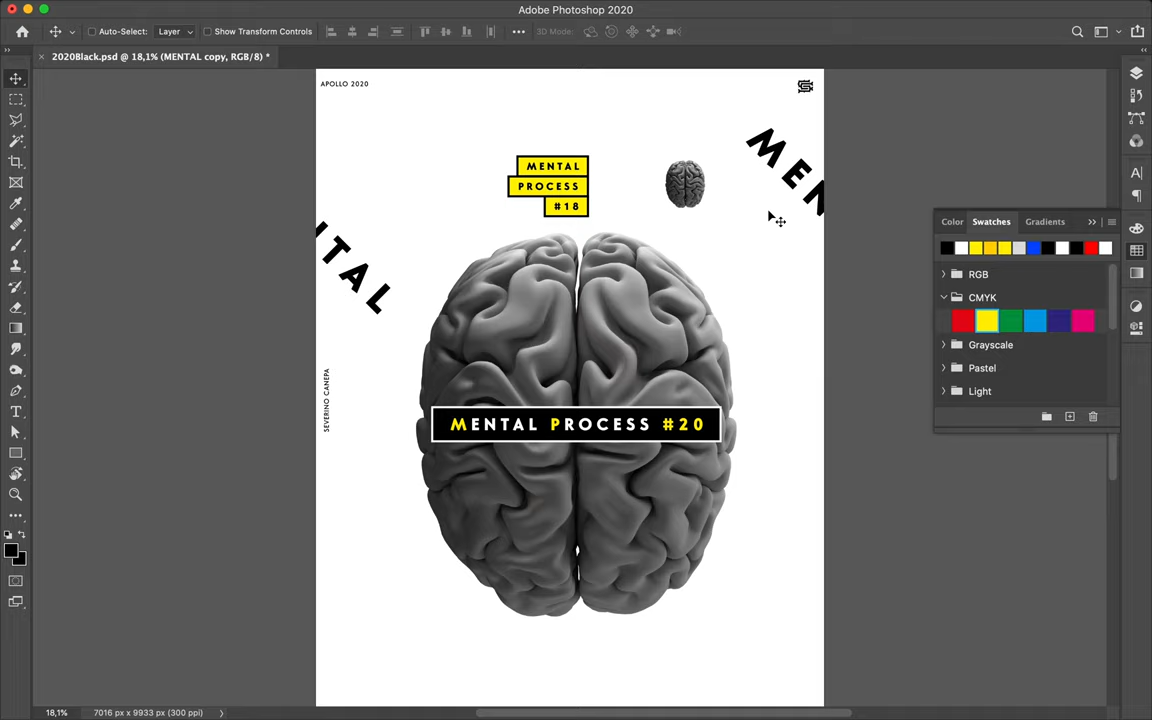 Adobe Photoshop 2020
Auto-Select:
Layer
Show Transform Controls
3D Mode:
2020Black.psd @ 18,1% (MENTAL copy, RGB/8) *
APOLLO 2020
MEN
MENTAL
PROCESS
#18
NTAL
SEVERINO CANEPA
MENTAL PROCESS #20
Color
Swatches
Gradients
RGB
CMYK
Grayscale
Pastel
Light
18,1%
7016 px x 9933 px (300 ppi)